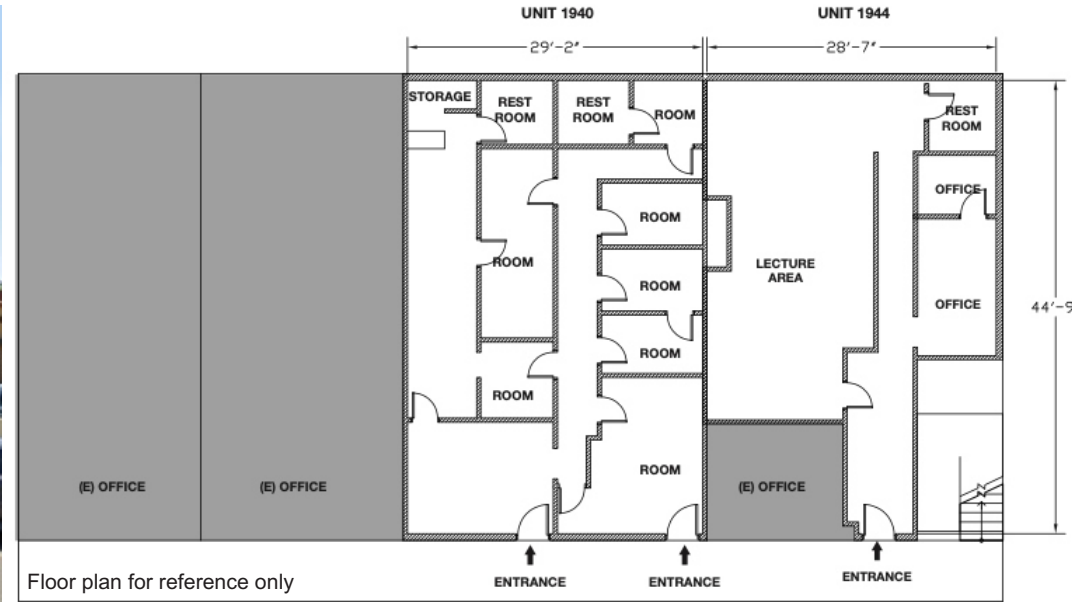 UNIT 1940
UNIT 1944
29'-2"
28'-7"
STORAGE
REST
ROOM
REST
ROOM
ROOM
REST
ROOM
OFFICE
ROOM
ROOM
LECTURE
AREA
ROOM
OFFICE
44'-9
ROOM
ROOM
ROOM
(E) OFFICE
(E) OFFICE
(E) OFFICE
ROOM
Floor plan for reference only
ENTRANCE
ENTRANCE
ENTRANCE